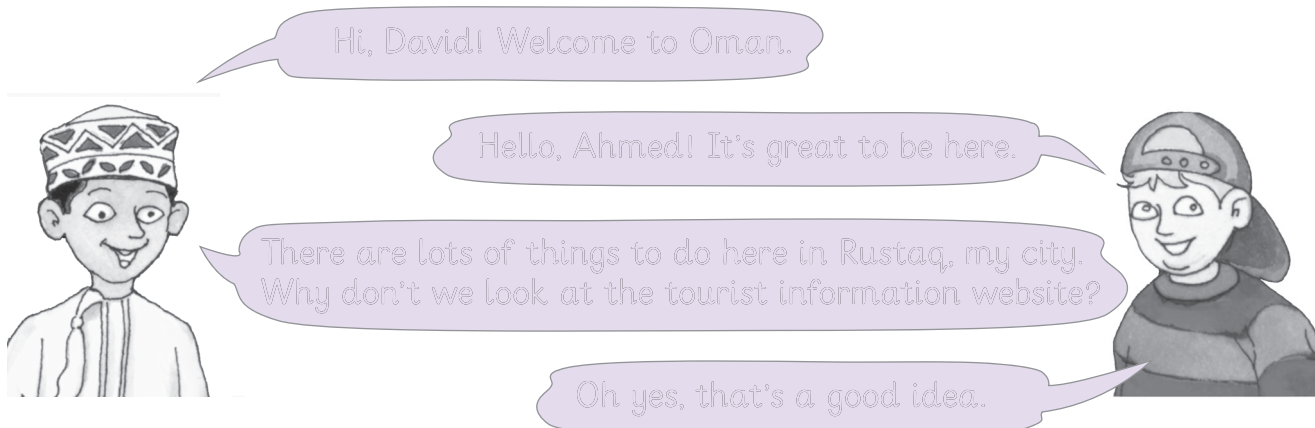 Hi, David! Welcome to Oman.
Hello, Ahmed! It's great to be here.
There are lots of things to do here in Rustaq, my city.
Why don't we look at the tourist information website?
Oh yes, that's a good idea.